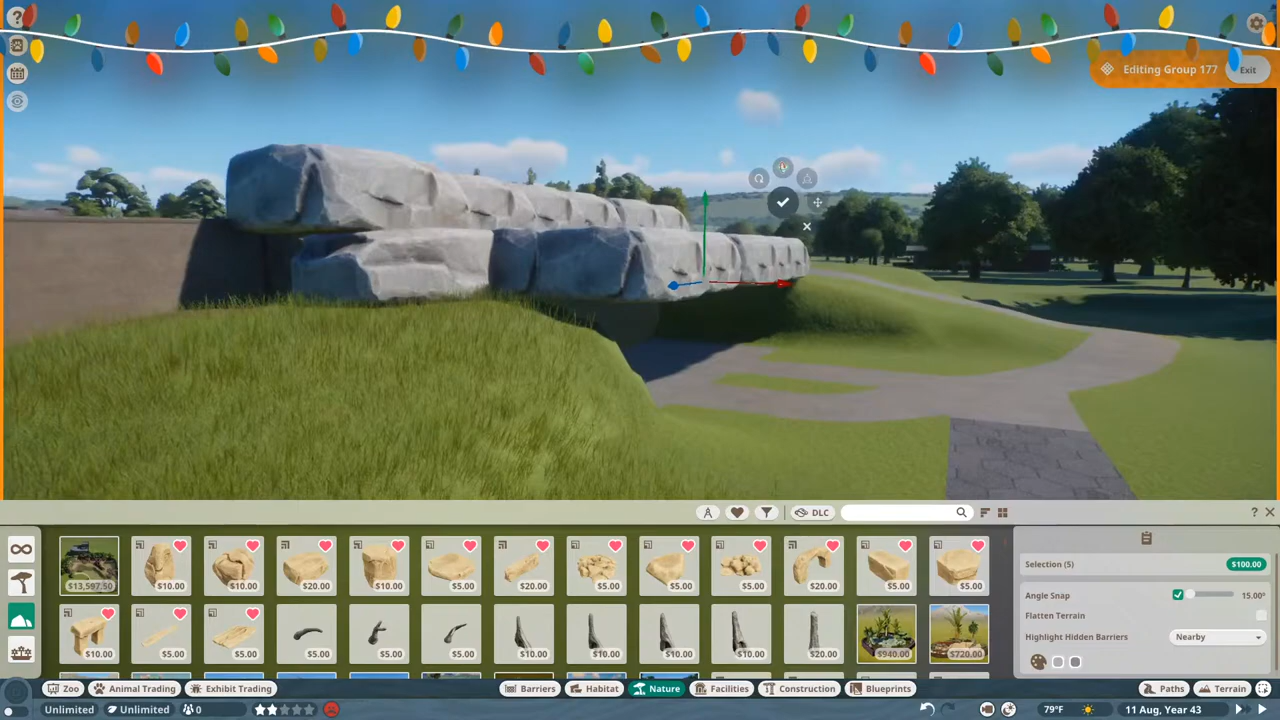 ?
Editing Group 177
Exit
DLC
?
$13,597.50
$10.00
$10.00
$20.00
$10.00
$5.00
$20.00
$5.00
$5.00
$5.00
$20.00
$5.00
$5.00
Selection (5)
$100.00
Angle Snap
15.00°
Flatten Terrain
Highlight Hidden Barriers
Nearby
$10.00
$5.00
$5.00
$5.00
$5.00
$5.00
$10.00
$10.00
$10.00
$10.00
$20.00
$940.00
$720.00
Zoo
Animal Trading
Exhibit Trading
Barriers
Habitat
Nature
Facilities
Construction
Blueprints
Paths
Terrain
Unlimited
Unlimited
0
79°F
11 Aug, Year 43